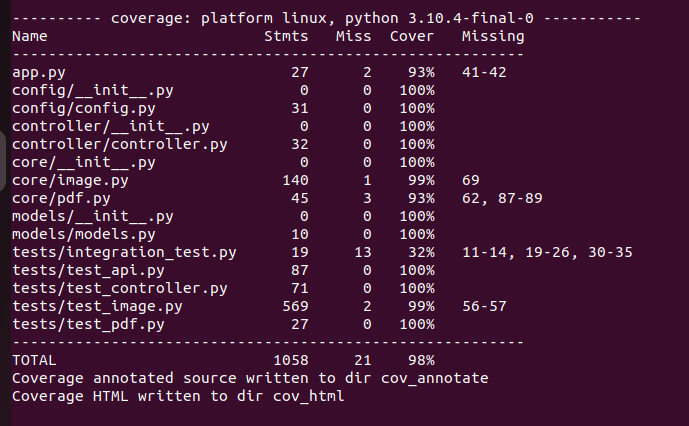 ---------- coverage: platform linux, python 3.10.4-final-0 -----------
Name                         Stmts   Miss  Cover   Missing
----------------------------------------------------------
app.py                          27      2    93%   41-42
config/__init__.py               0      0   100%
config/config.py                31      0   100%
controller/__init__.py           0      0   100%
controller/controller.py        32      0   100%
core/__init__.py                 0      0   100%
core/image.py                  140      1    99%   69
core/pdf.py                     45      3    93%   62, 87-89
models/__init__.py               0      0   100%
models/models.py                10      0   100%
tests/integration_test.py       19     13    32%   11-14, 19-26, 30-35
tests/test_api.py               87      0   100%
tests/test_controller.py        71      0   100%
tests/test_image.py            569      2    99%   56-57
tests/test_pdf.py               27      0   100%
----------------------------------------------------------
TOTAL                         1058     21    98%
Coverage annotated source written to dir cov_annotate
Coverage HTML written to dir cov_html